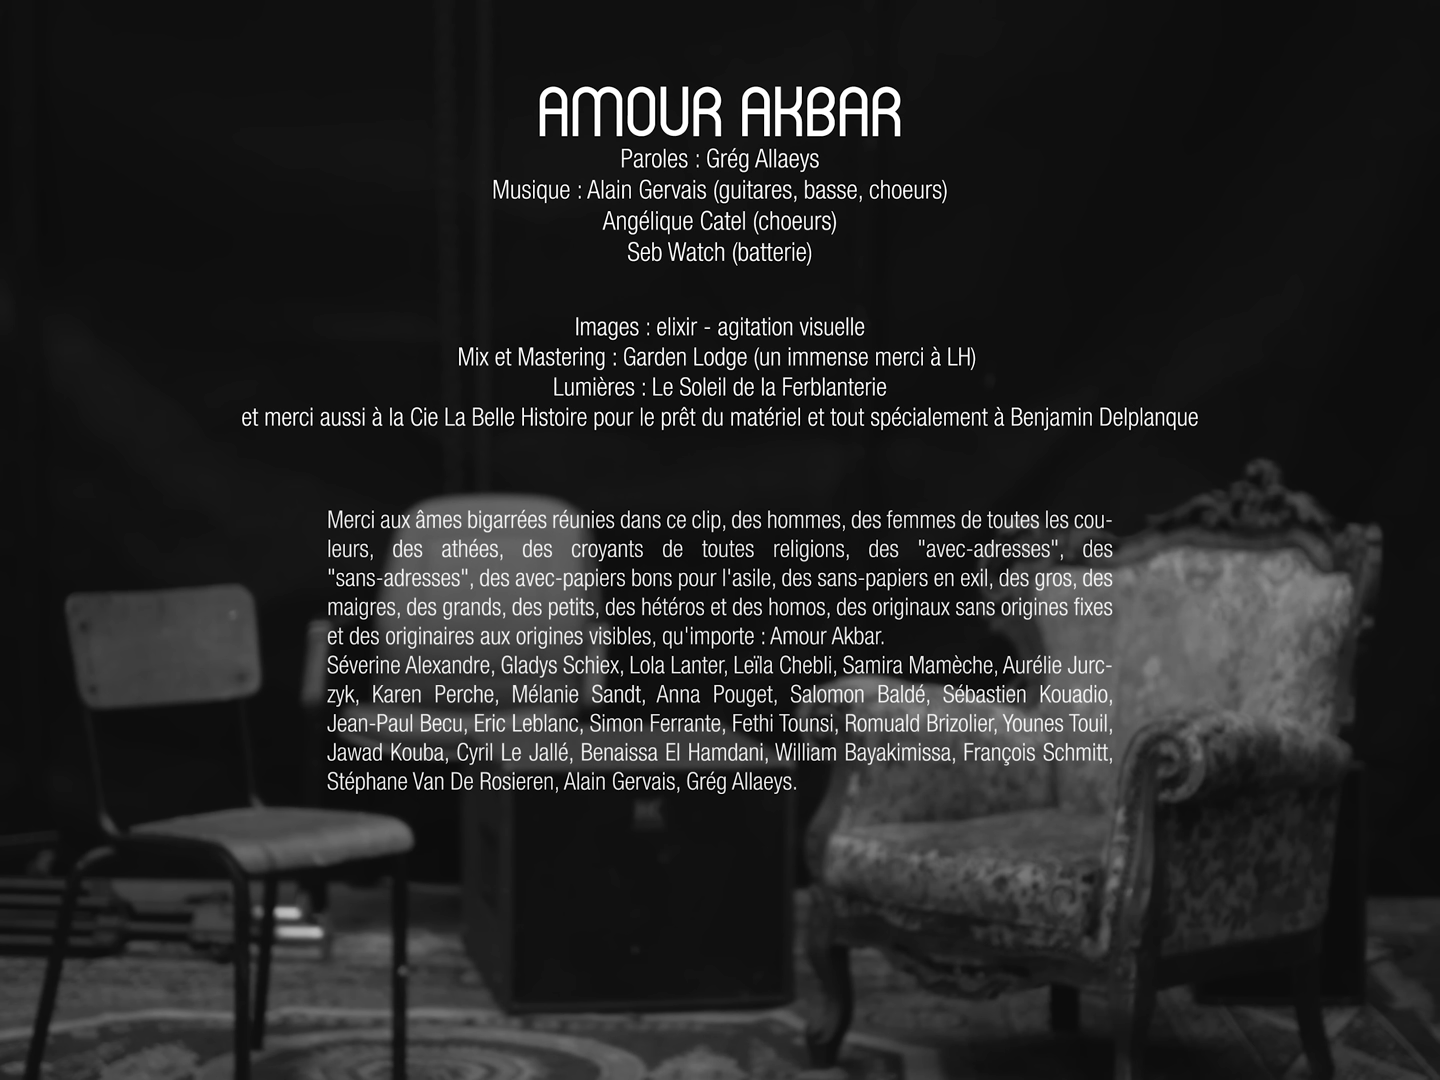 AMOUR AKBAR
Paroles : Grég Allaeys
Musique : Alain Gervais (guitares, basse, choeurs)
Angélique Catel (choeurs)
Seb Watch (batterie)
Images : elixir - agitation visuelle
Mix et Mastering : Garden Lodge (un immense merci à LH)
Lumières : Le Soleil de la Ferblanterie
et merci aussi à la Cie La Belle Histoire pour le prêt du matériel et tout spécialement à Benjamin Delplanque
Merci aux âmes bigarrées réunies dans ce clip, des hommes, des femmes de toutes les cou-
leurs, des athées, des croyants de toutes religions, des "avec-adresses", des
"sans-adresses", des avec-papiers bons pour l'asile, des sans-papiers en exil, des gros, des
maigres, des grands, des petits, des hétéros et des homos, des originaux sans origines fixes
et des originaires aux origines visibles, qu'importe : Amour Akbar.
Séverine Alexandre, Gladys Schiex, Lola Lanter, Leïla Chebli, Samira Mamèche, Aurélie Jurc-
zyk, Karen Perche, Mélanie Sandt, Anna Pouget, Salomon Baldé, Sébastien Kouadio,
Jean-Paul Becu, Eric Leblanc, Simon Ferrante, Fethi Tounsi, Romuald Brizolier, Younes Touil,
Jawad Kouba, Cyril Le Jallé, Benaissa El Hamdani, William Bayakimissa, François Schmitt,
Stéphane Van De Rosieren, Alain Gervais, Grég Allaeys.